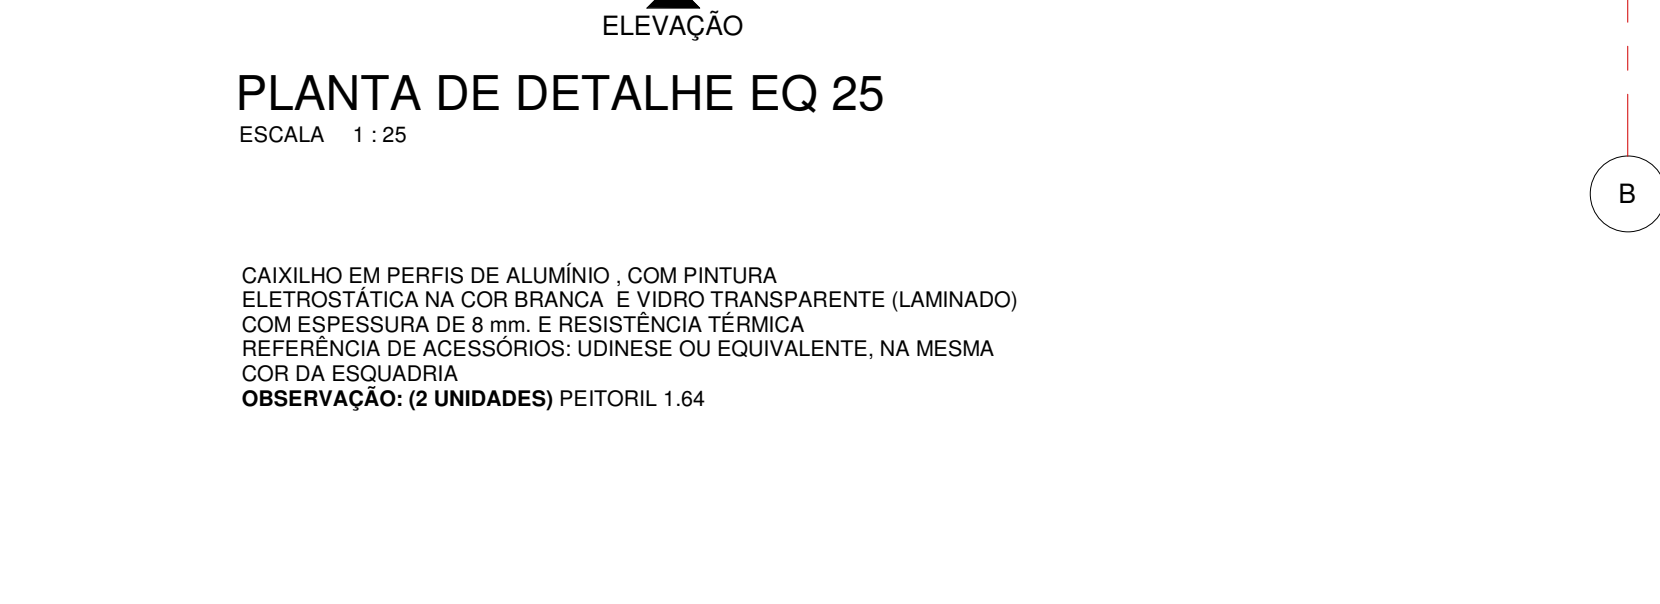 ELEVAÇÃO
PLANTA DE DETALHE EQ 25
ESCALA 1 : 25
B
CAIXILHO EM PERFIS DE ALUMÍNIO , COM PINTURA
ELETROSTÁTICA NA COR BRANCA E VIDRO TRANSPARENTE (LAMINADO)
COM ESPESSURA DE 8 mm. E RESISTÊNCIA TÉRMICA
REFERÊNCIA DE ACESSÓRIOS: UDINESE OU EQUIVALENTE, NA MESMA
COR DA ESQUADRIA
OBSERVAÇÃO: (2 UNIDADES) PEITORIL 1.64